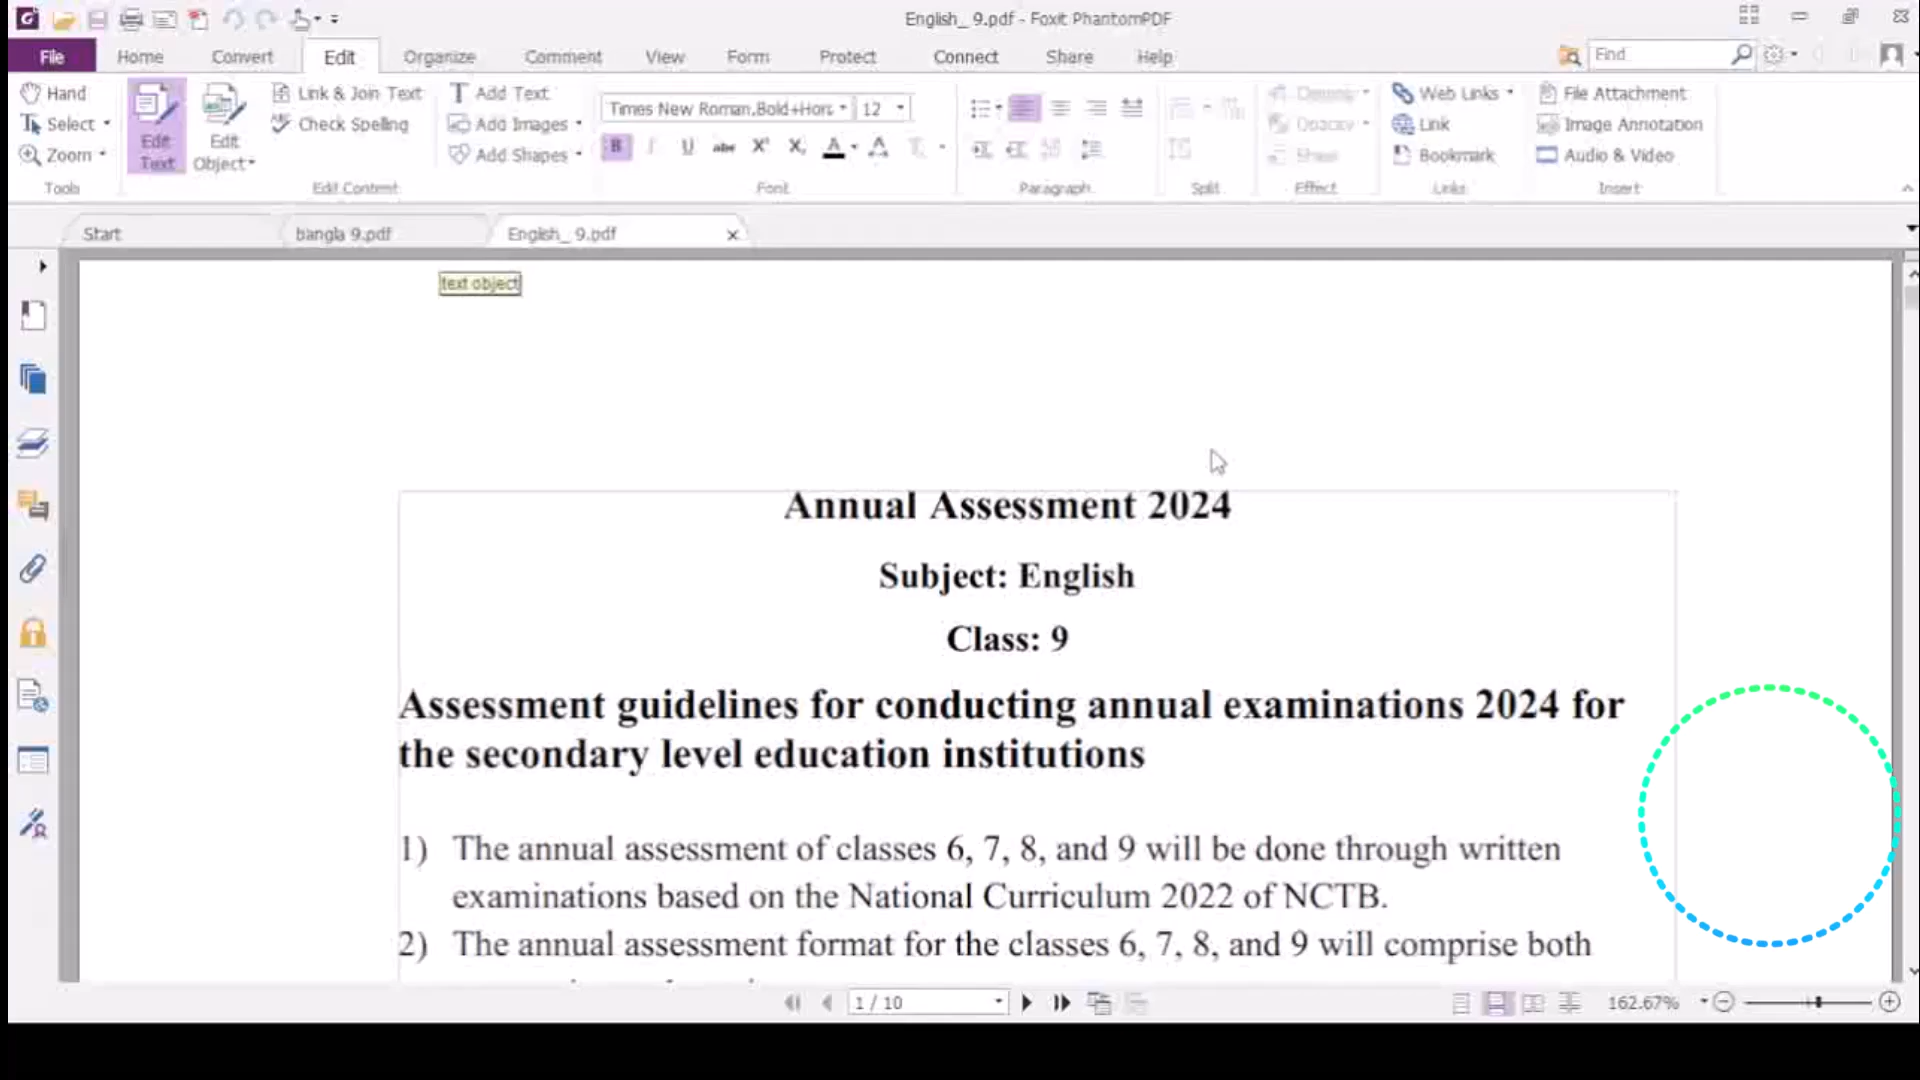 English_ 9.pdf - Foxit PhantomPDF
File Home Convert Edit Organize Comment View Form Protect Connect Share Help Find
Hand
Select
Zoom
Tools
Edit Text
Edit Object
Link & Join Text
Check Spelling
Edit Content
Add Text
Add Images
Add Shapes
Times New Roman,Bold+Hori 12
Font
Paragraph
Split
Opacity
Effect
Web Links
Link
Bookmark
Links
File Attachment
Image Annotation
Audio & Video
Insert
Start bangla 9.pdf English_ 9.pdf
text object
Annual Assessment 2024
Subject: English
Class: 9
Assessment guidelines for conducting annual examinations 2024 for
the secondary level education institutions
1) The annual assessment of classes 6, 7, 8, and 9 will be done through written
examinations based on the National Curriculum 2022 of NCTB.
2) The annual assessment format for the classes 6, 7, 8, and 9 will comprise both
1 / 10 162.67%